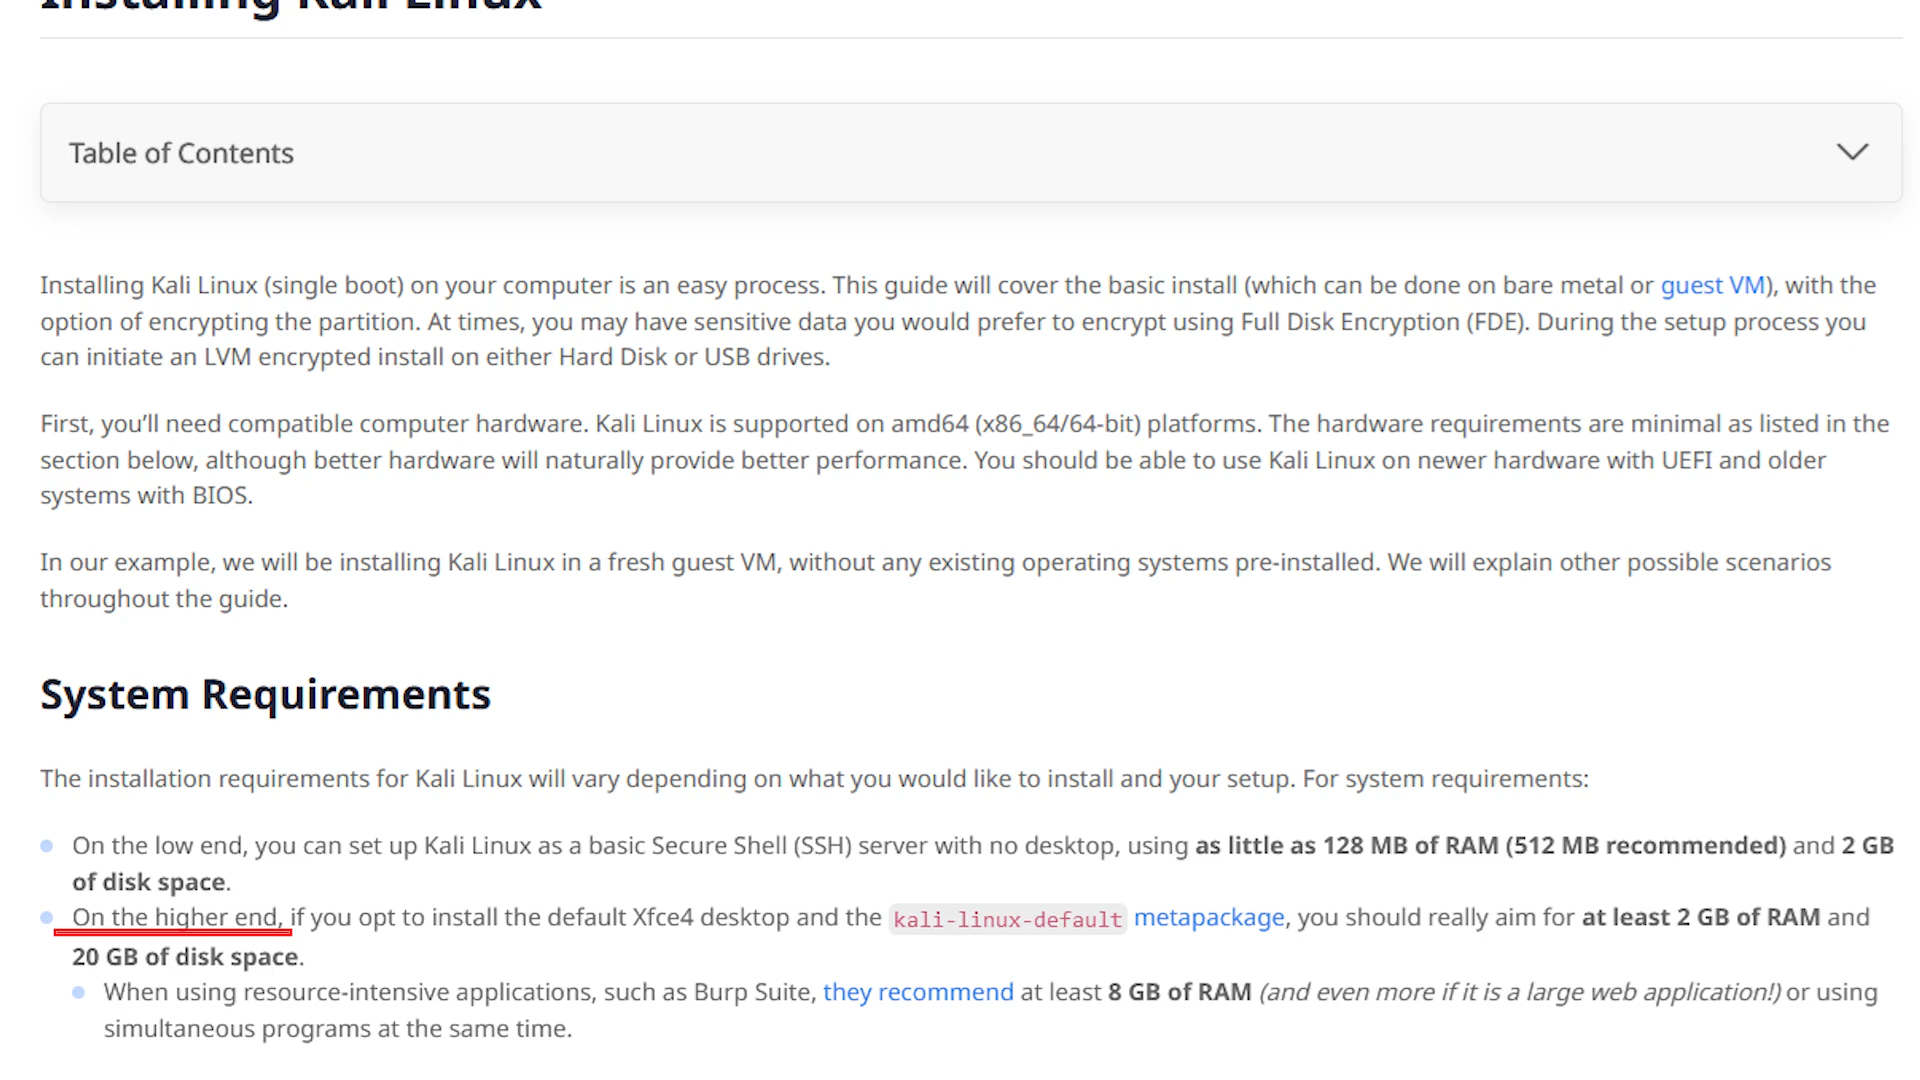 Installing Kali Linux
Table of Contents
Installing Kali Linux (single boot) on your computer is an easy process. This guide will cover the basic install (which can be done on bare metal or guest VM), with the
option of encrypting the partition. At times, you may have sensitive data you would prefer to encrypt using Full Disk Encryption (FDE). During the setup process you
can initiate an LVM encrypted install on either Hard Disk or USB drives.
First, you’ll need compatible computer hardware. Kali Linux is supported on amd64 (x86_64/64-bit) platforms. The hardware requirements are minimal as listed in the
section below, although better hardware will naturally provide better performance. You should be able to use Kali Linux on newer hardware with UEFI and older
systems with BIOS.
In our example, we will be installing Kali Linux in a fresh guest VM, without any existing operating systems pre-installed. We will explain other possible scenarios
throughout the guide.
System Requirements
The installation requirements for Kali Linux will vary depending on what you would like to install and your setup. For system requirements:
On the low end, you can set up Kali Linux as a basic Secure Shell (SSH) server with no desktop, using as little as 128 MB of RAM (512 MB recommended) and 2 GB
of disk space.
On the higher end, if you opt to install the default Xfce4 desktop and the kali-linux-default metapackage, you should really aim for at least 2 GB of RAM and
20 GB of disk space.
When using resource-intensive applications, such as Burp Suite, they recommend at least 8 GB of RAM (and even more if it is a large web application!) or using
simultaneous programs at the same time.